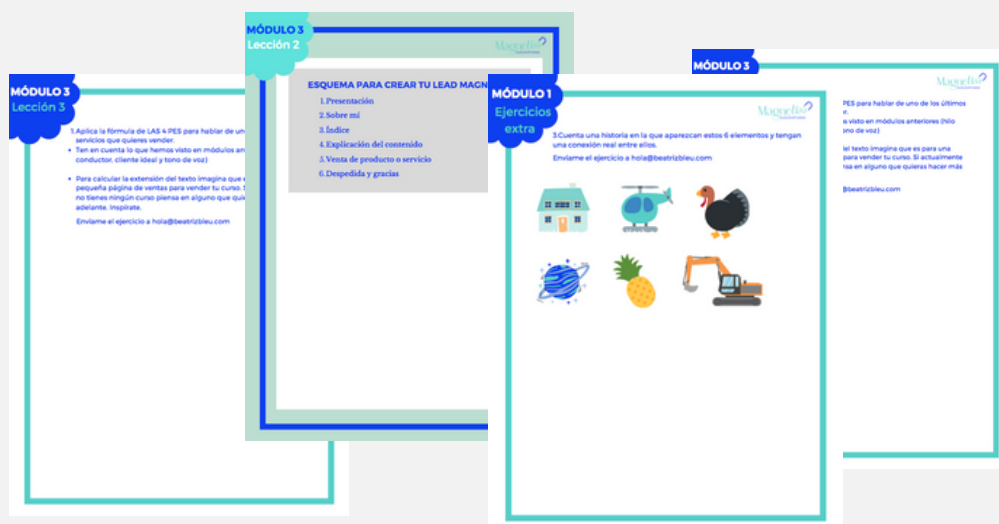 MÓDULO 3
Lección 3
1.Aplica la fórmula de LAS 4 PES para hablar de un
servicios que quieres vender.
Ten en cuenta lo que hemos visto en módulos an
conductor, cliente ideal y tono de voz)
Para calcular la extensión del texto imagina que e
pequeña página de ventas para vender tu curso. S
no tienes ningún curso piensa en alguno que quie
adelante. Inspírate.
Envíame el ejercicio a hola@beatrizbleu.com
MÓDULO 3
Lección 2
Magnetiza
ESQUEMA PARA CREAR TU LEAD MAGN
1.Presentación
2.Sobre mí
3.Índice
4.Explicación del contenido
5.Venta de producto o servicio
6.Despedida y gracias
MÓDULO 1
Ejercicios
extra
Magnetiza
3.Cuenta una historia en la que aparezcan estos 6 elementos y tengan
una conexión real entre ellos.
Envíame el ejercicio a hola@beatrizbleu.com
MÓDULO 3
Magnetiza
PES para hablar de uno de los últimos
r.
s visto en módulos anteriores (hilo
ono de voz)
el texto imagina que es para una
para vender tu curso. Si actualmente
nsa en alguno que quieras hacer más
@beatrizbleu.com